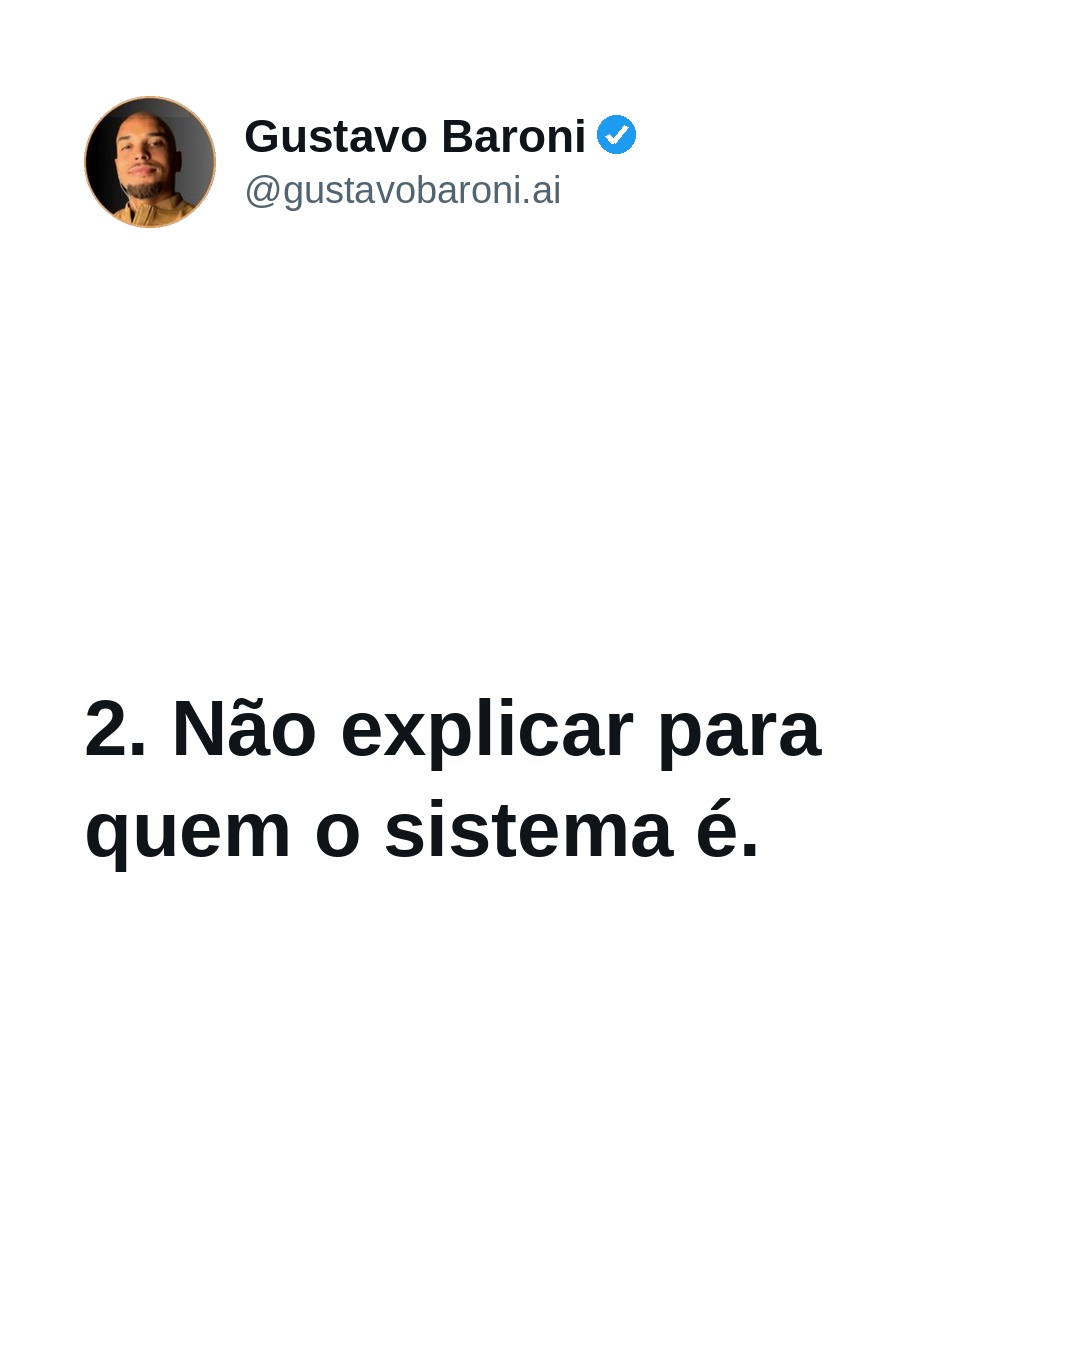 Gustavo Baroni
@gustavobaroni.ai
2. Não explicar para
quem o sistema é.